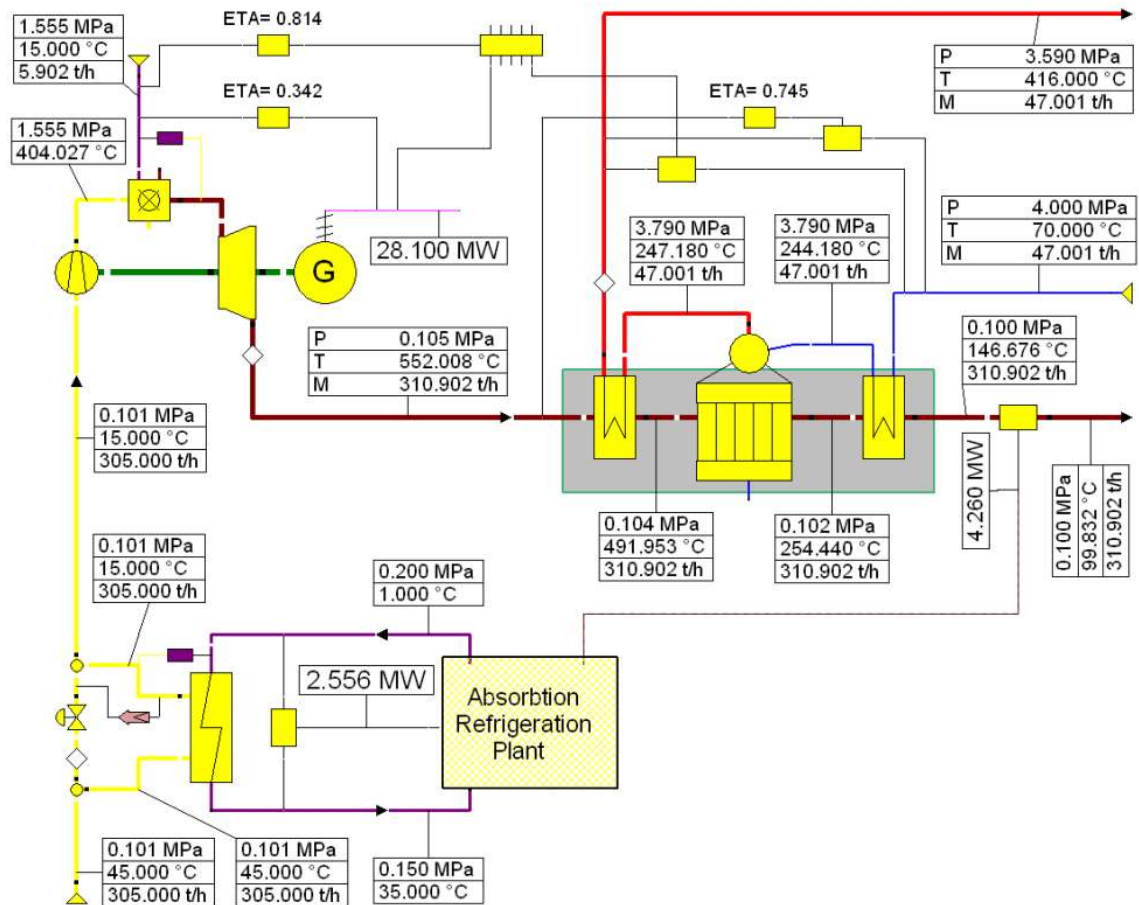 1.555 MPa
15.000 °C
5.902 t/h
ETA= 0.814
ETA= 0.342
ETA= 0.745
P 3.590 MPa
T 416.000 °C
M 47.001 t/h
1.555 MPa
404.027 °C
28.100 MW
G
3.790 MPa
247.180 °C
47.001 t/h
3.790 MPa
244.180 °C
47.001 t/h
P 4.000 MPa
T 70.000 °C
M 47.001 t/h
P 0.105 MPa
T 552.008 °C
M 310.902 t/h
0.100 MPa
146.676 °C
310.902 t/h
0.101 MPa
15.000 °C
305.000 t/h
4.260 MW
0.100 MPa
99.832 °C
310.902 t/h
0.104 MPa
491.953 °C
310.902 t/h
0.102 MPa
254.440 °C
310.902 t/h
0.101 MPa
15.000 °C
305.000 t/h
0.200 MPa
1.000 °C
2.556 MW
Absorbtion
Refrigeration
Plant
0.101 MPa
45.000 °C
305.000 t/h
0.101 MPa
45.000 °C
305.000 t/h
0.150 MPa
35.000 °C